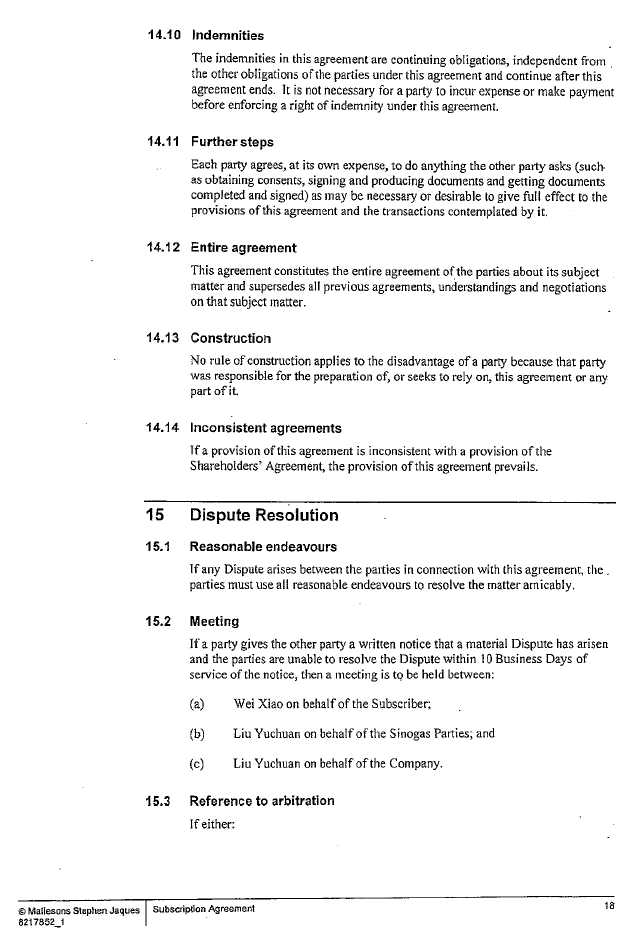 14.10 Indemnities
The indemnities in this agreement are continuing obligations, independent from
the other obligations of the parties under this agreement and continue after this
agreement ends. It is not necessary for a party to incur expense or make payment
before enforcing a right of indemnity under this agreement.
14.11 Further steps
Each party agrees, at its own expense, to do anything the other party asks (such
as obtaining consents, signing and producing documents and getting documents
completed and signed) as may be necessary or desirable to give full effect to the
provisions of this agreement and the transactions contemplated by it.
14.12 Entire agreement
This agreement constitutes the entire agreement of the parties about its subject
matter and supersedes all previous agreements, understandings and negotiations
on that subject matter.
14.13 Construction
No rule of construction applies to the disadvantage of a party because that party
was responsible for the preparation of, or seeks to rely on, this agreement or any
part of it.
14.14 Inconsistent agreements
If a provision of this agreement is inconsistent with a provision of the
Shareholders' Agreement, the provision of this agreement prevails.
15 Dispute Resolution
15.1 Reasonable endeavours
If any Dispute arises between the parties in connection with this agreement, the
parties must use all reasonable endeavours to resolve the matter amicably.
15.2 Meeting
If a party gives the other party a written notice that a material Dispute has arisen
and the parties are unable to resolve the Dispute within 10 Business Days of
service of the notice, then a meeting is to be held between:
(a) Wei Xiao on behalf of the Subscriber;
(b) Liu Yuchuan on behalf of the Sinogas Parties; and
(c) Liu Yuchuan on behalf of the Company.
15.3 Reference to arbitration
If either:
© Mallesons Stephen Jaques Subscription Agreement 18
8217852_1